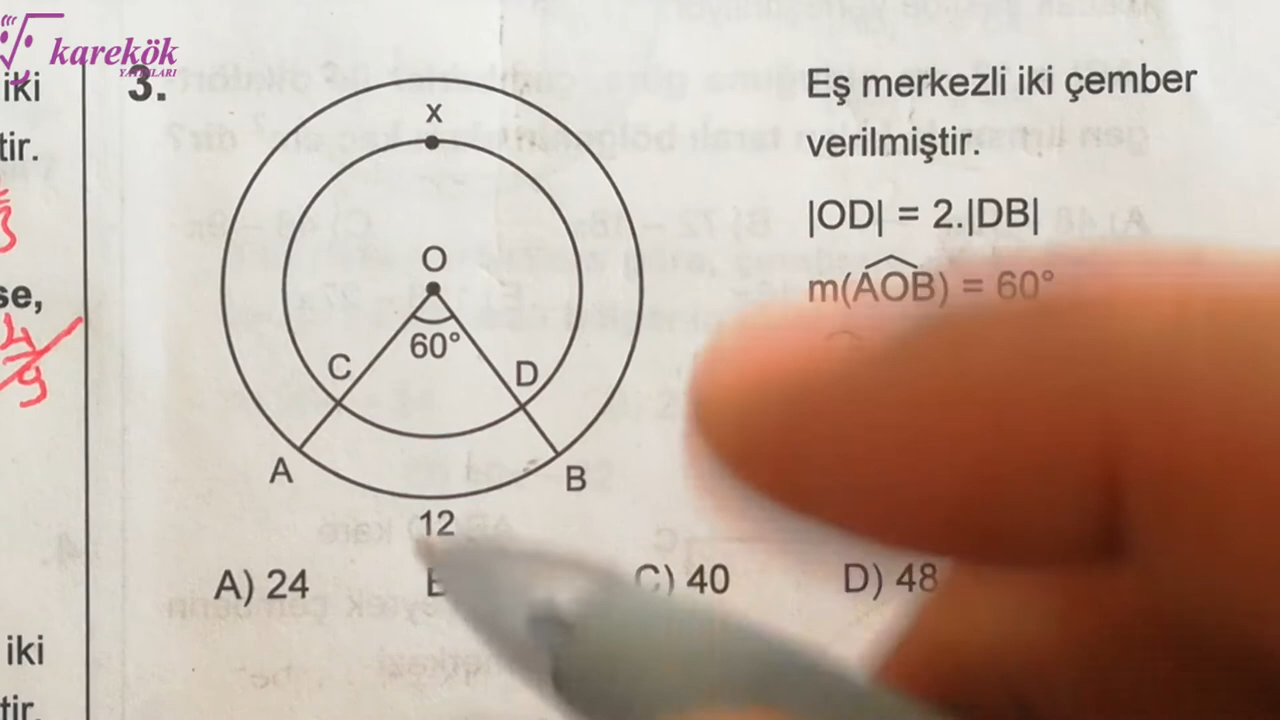 karekök
YAYINLARI
iki
tir.
se,
iki
tir.
3.
Eş merkezli iki çember
verilmiştir.
|OD| = 2.|DB|
m(AOB) = 60°
X
O
60°
C
D
A
B
12
A) 24
C) 40
D) 48